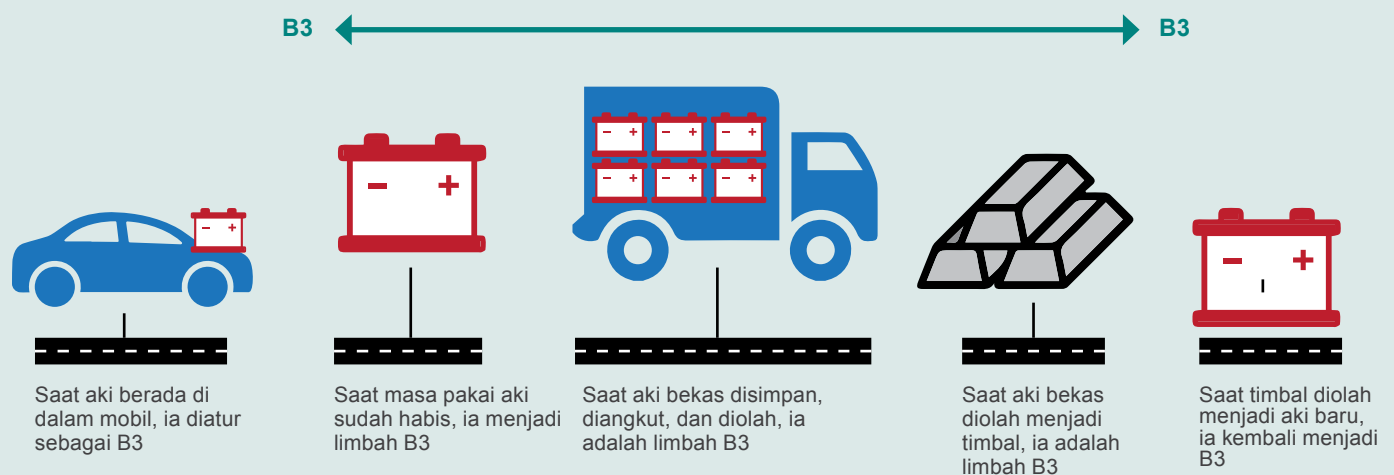 B3
B3
Saat aki berada di
dalam mobil, ia diatur
sebagai B3
Saat masa pakai aki
sudah habis, ia menjadi
limbah B3
Saat aki bekas disimpan,
diangkut, dan diolah, ia
adalah limbah B3
Saat aki bekas
diolah menjadi
timbal, ia adalah
limbah B3
Saat timbal diolah
menjadi aki baru,
ia kembali menjadi
B3